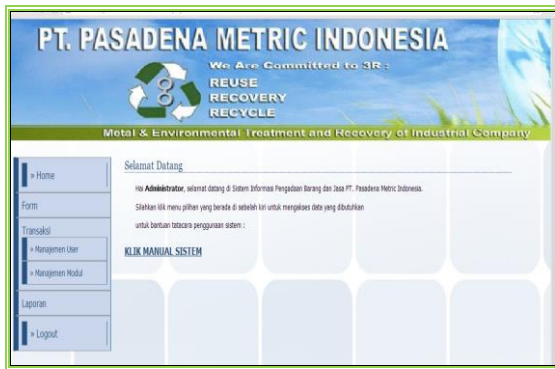 PT. PASADENA METRIC INDONESIA
We Are Committed to 3R :
REUSE
RECOVERY
RECYCLE
Metal & Environmental Treatment and Recovery of Industrial Company
» Home
Form
Transaksi
» Manajemen User
» Manajemen Modul
Laporan
» Logout
Selamat Datang
Hai Administrator, selamat datang di Sistem Informasi Pengadaan Barang dan Jasa PT. Pasadena Metric Indonesia.
Silahkan klik menu pilihan yang berada di sebelah kiri untuk mengakses data yang dibutuhkan
untuk bantuan tatacara penggunaan sistem :
KLIK MANUAL SISTEM